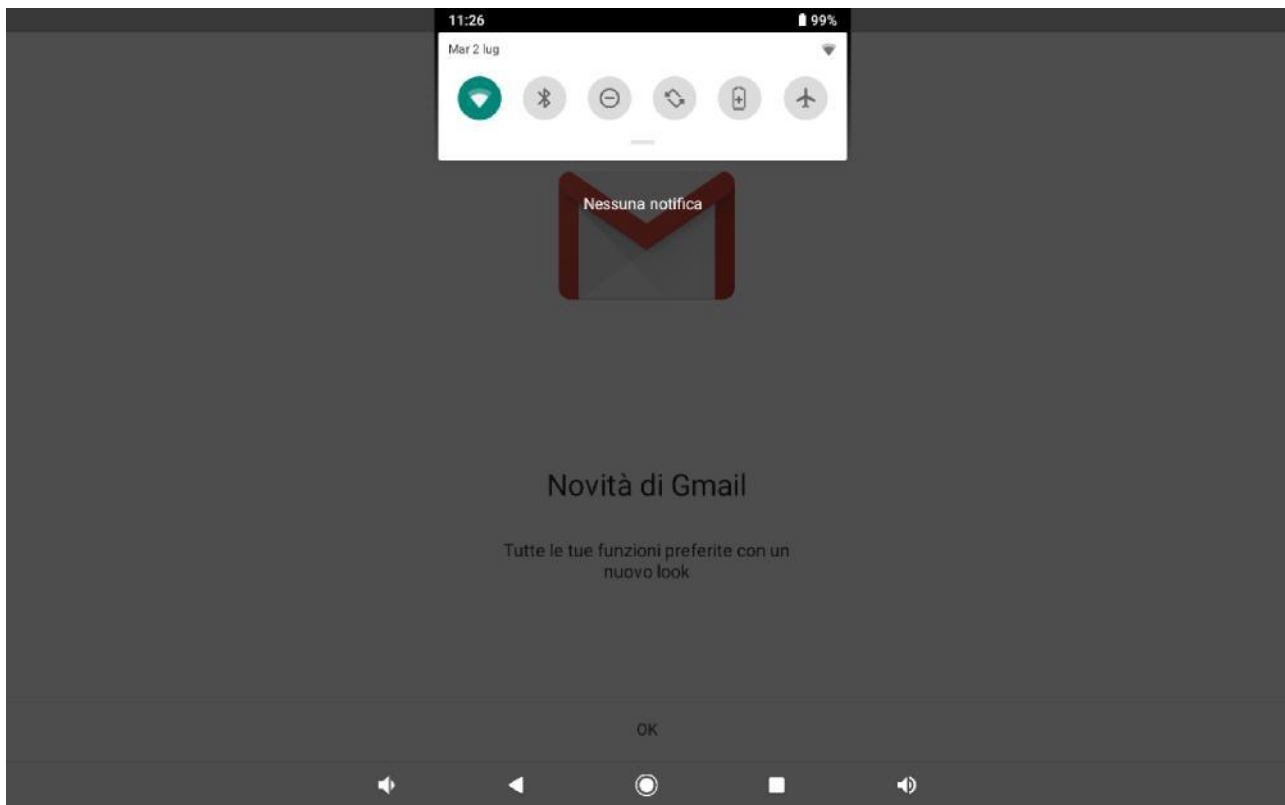 11:26
99%
Mar 2 lug
Nessuna notifica
Novità di Gmail
Tutte le tue funzioni preferite con un
nuovo look
OK